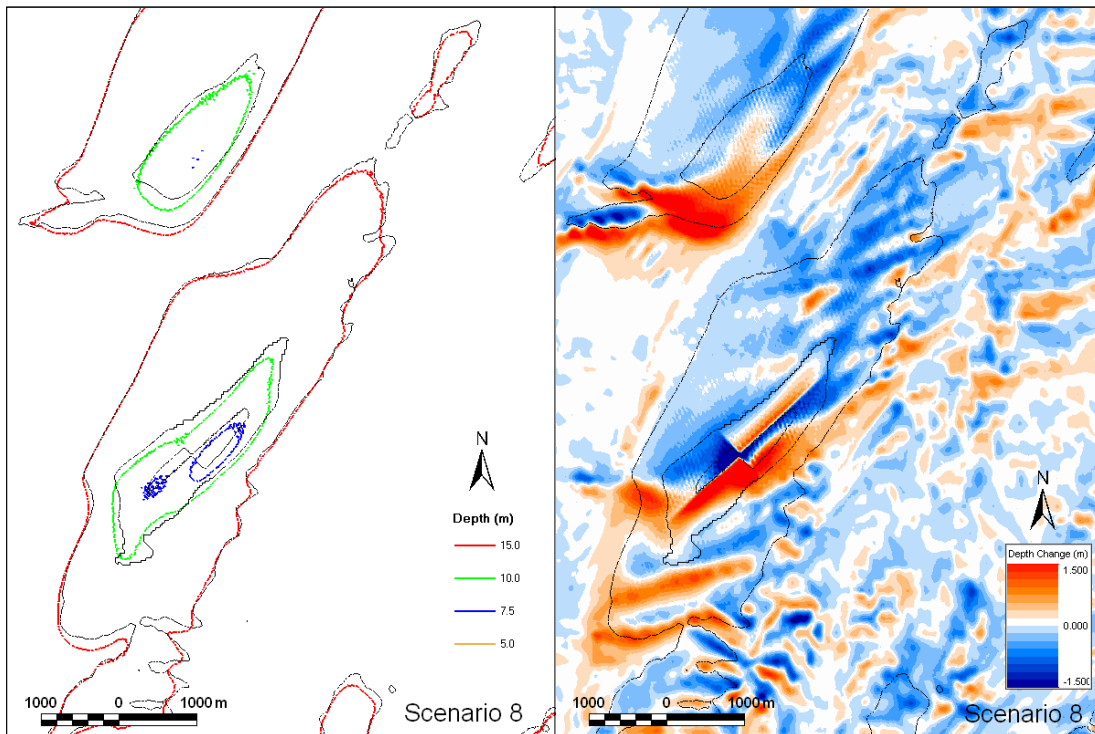 N
Depth (m)
15.0
10.0
7.5
5.0
1000 0 1000 m
Scenario 8
N
Depth Change (m)
1.500
0.000
-1.500
1000 0 1000 m
Scenario 8